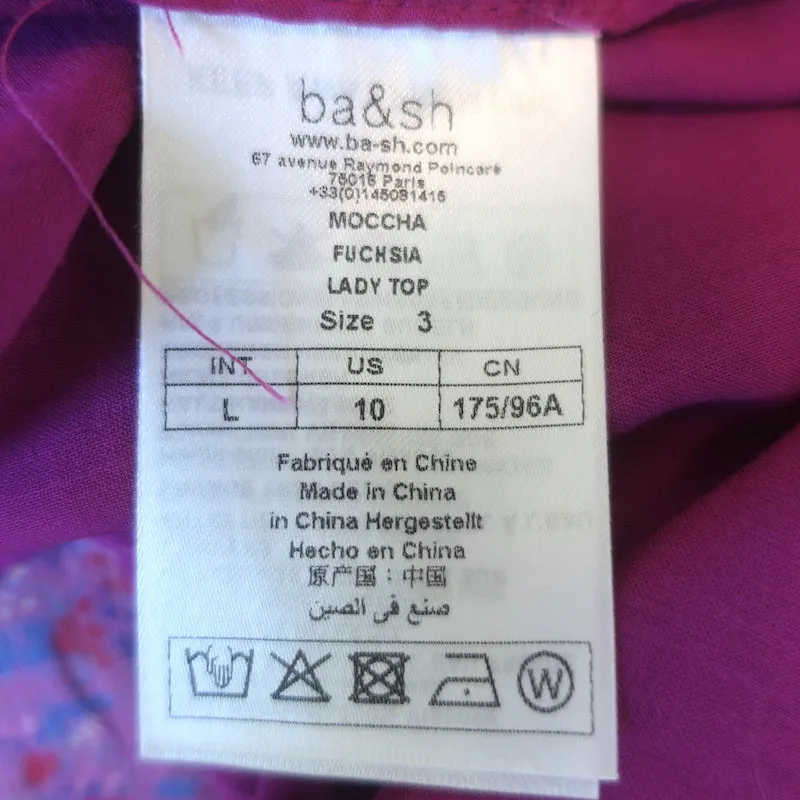 ba&sh
www.ba-sh.com
67 avenue Raymond Poincaré
75016 Paris
+33(0)145081415
MOCCHA
FUCHSIA
LADY TOP
Size 3
INT US CN
L 10 175/96A
Fabriqué en Chine
Made in China
in China Hergestellt
Hecho en China
原产国：中国
صنع في الصين
W